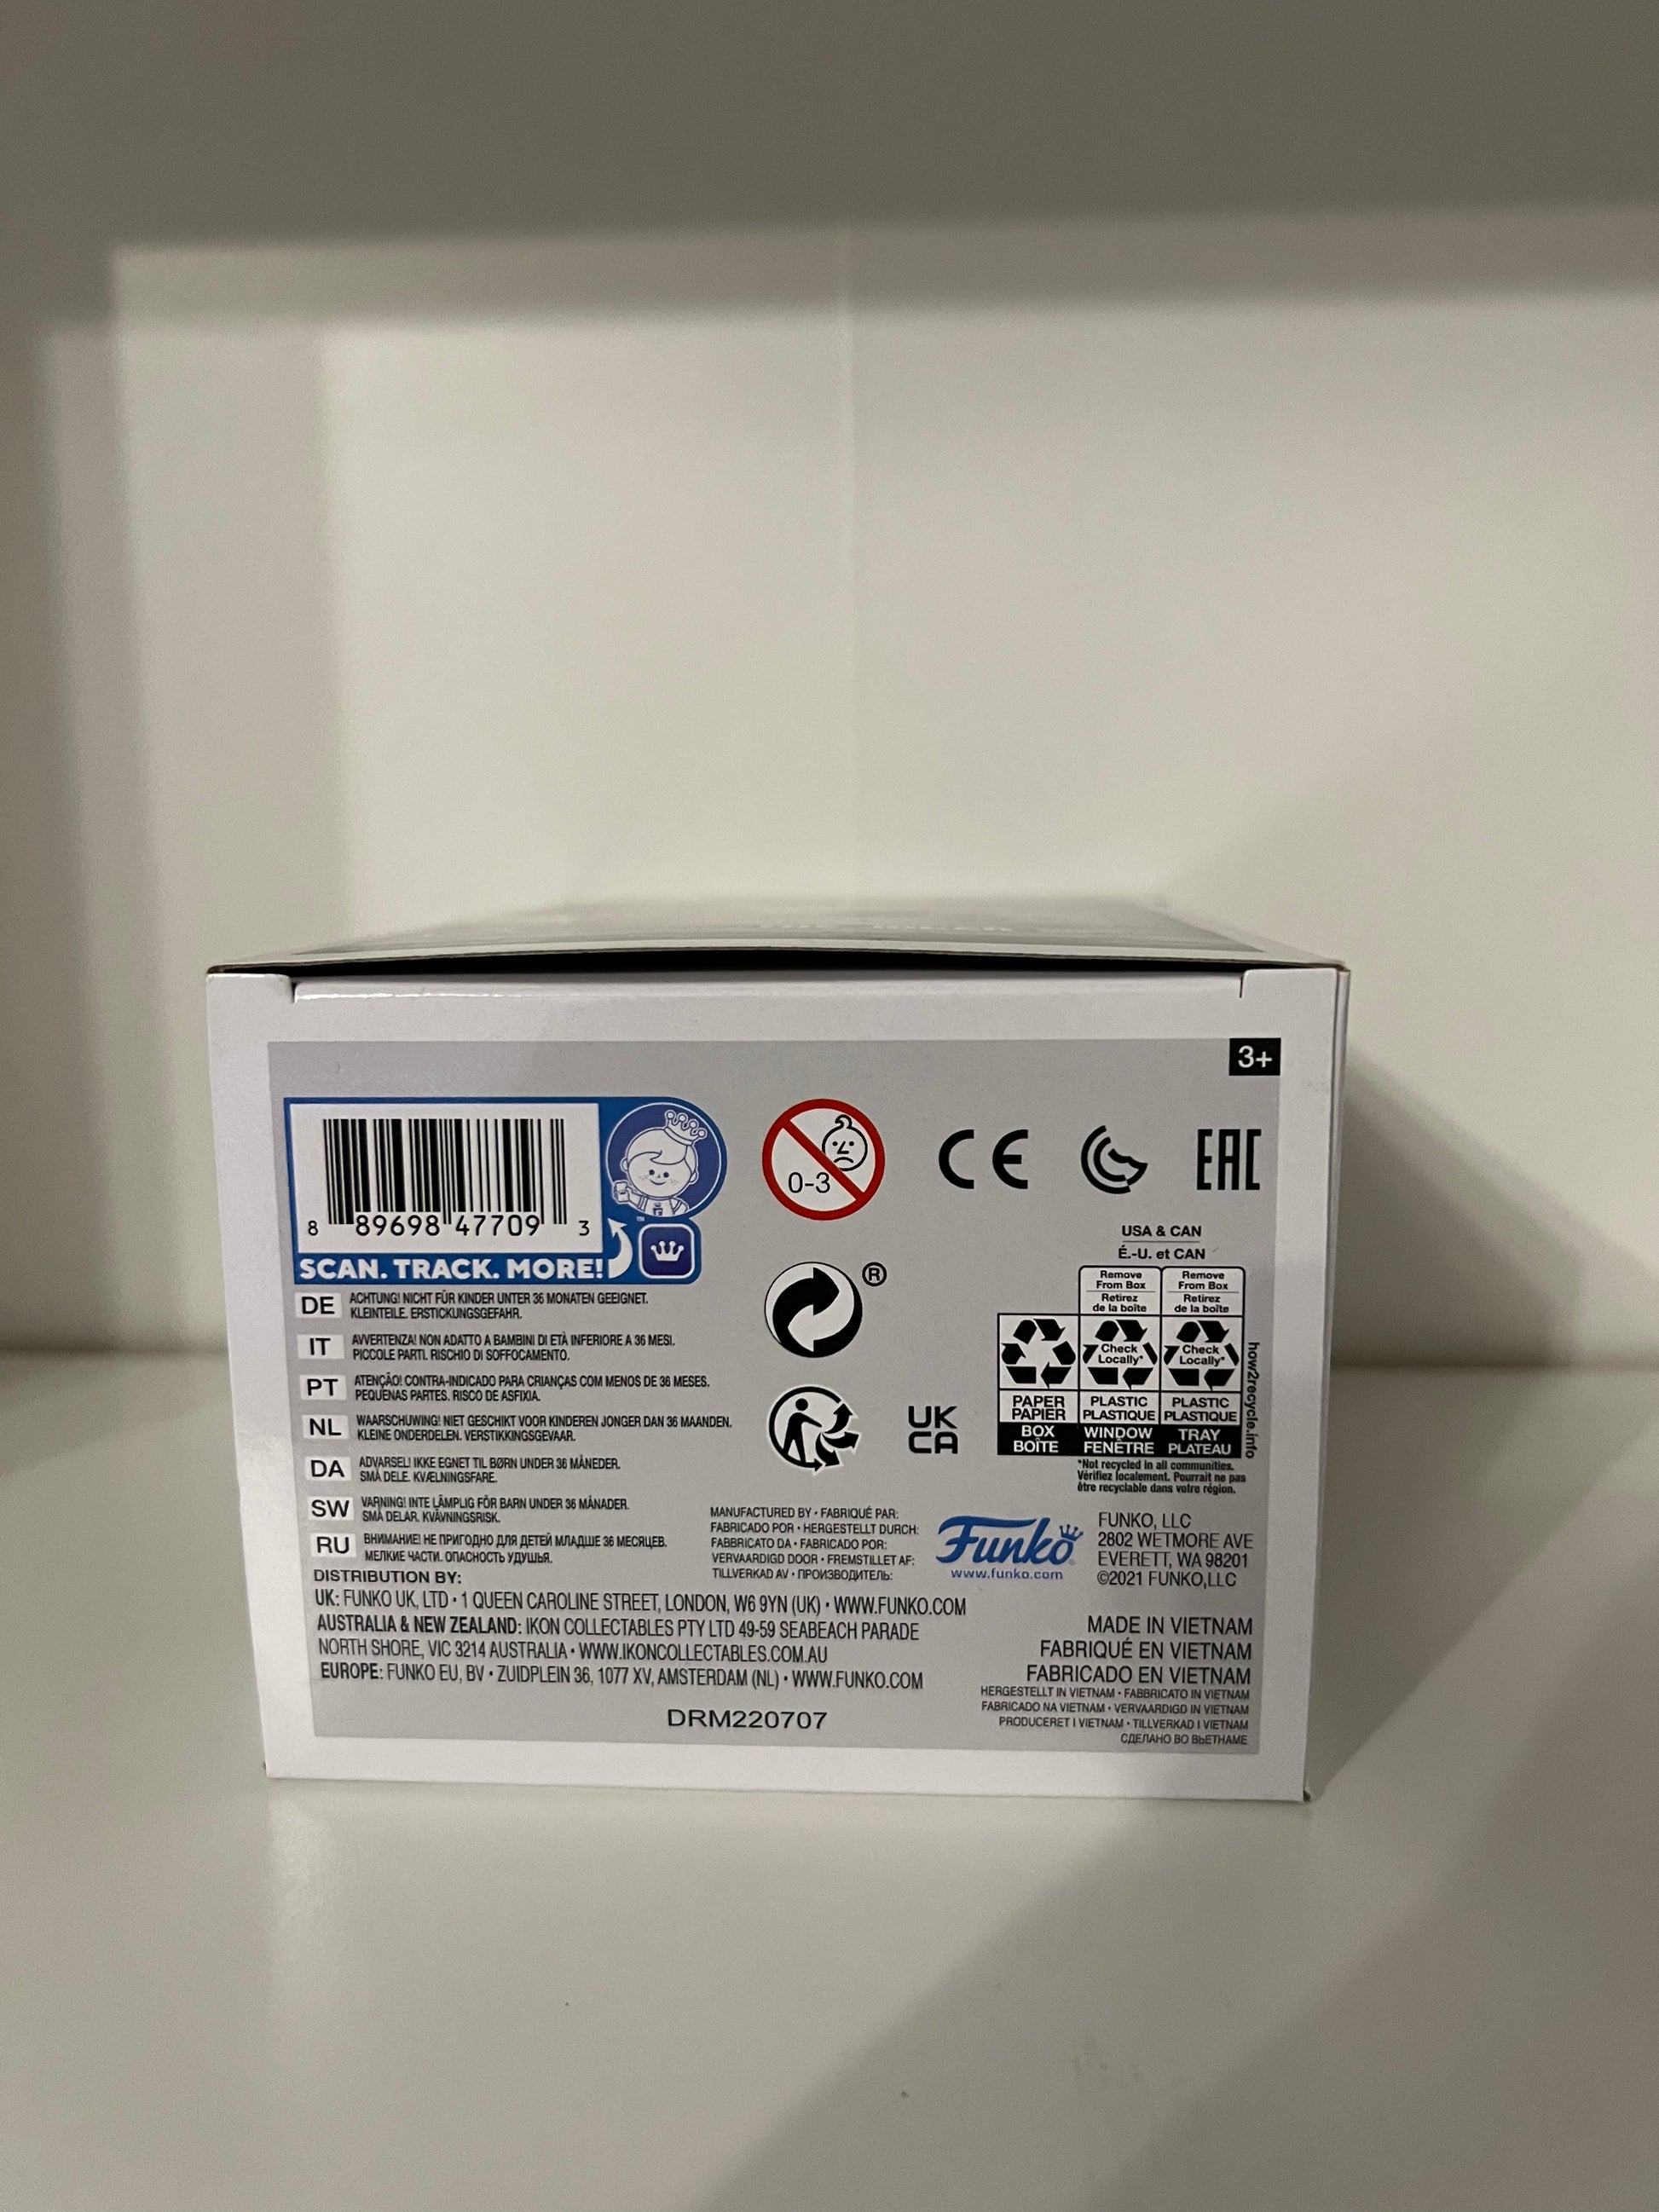 3+
8 89698 47709 3
™
SCAN. TRACK. MORE!
0-3
CE
EAC
®
UK
CA
USA & CAN
É.-U. et CAN
Remove From Box
Retirez de la boîte
Remove From Box
Retirez de la boîte
Check Locally*
Check Locally*
PAPER PAPIER
PLASTIC PLASTIQUE
PLASTIC PLASTIQUE
BOX BOÎTE
WINDOW FENÊTRE
TRAY PLATEAU
how2recycle.info
*Not recycled in all communities.
Vérifiez localement. Pourrait ne pas
être recyclable dans votre région.
DE ACHTUNG! NICHT FÜR KINDER UNTER 36 MONATEN GEEIGNET.
KLEINTEILE. ERSTICKUNGSGEFAHR.
IT AVVERTENZA! NON ADATTO A BAMBINI DI ETÀ INFERIORE A 36 MESI.
PICCOLE PARTI. RISCHIO DI SOFFOCAMENTO.
PT ATENÇÃO! CONTRA-INDICADO PARA CRIANÇAS COM MENOS DE 36 MESES.
PEQUENAS PARTES. RISCO DE ASFIXIA.
NL WAARSCHUWING! NIET GESCHIKT VOOR KINDEREN JONGER DAN 36 MAANDEN.
KLEINE ONDERDELEN. VERSTIKKINGSGEVAAR.
DA ADVARSEL! IKKE EGNET TIL BØRN UNDER 36 MÅNEDER.
SMÅ DELE. KVÆLNINGSFARE.
SW VARNING! INTE LÄMPLIG FÖR BARN UNDER 36 MÅNADER.
SMÅ DELAR. KVÄVNINGSRISK.
RU ВНИМАНИЕ! НЕ ПРИГОДНО ДЛЯ ДЕТЕЙ МЛАДШЕ 36 МЕСЯЦЕВ.
МЕЛКИЕ ЧАСТИ. ОПАСНОСТЬ УДУШЬЯ.
MANUFACTURED BY • FABRIQUÉ PAR:
FABRICADO POR • HERGESTELLT DURCH:
FABBRICATO DA • FABRICADO POR:
VERVAARDIGD DOOR • FREMSTILLET AF:
TILLVERKAD AV • ПРОИЗВОДИТЕЛЬ:
Funko
www.funko.com
FUNKO, LLC
2802 WETMORE AVE
EVERETT, WA 98201
©2021 FUNKO,LLC
DISTRIBUTION BY:
UK: FUNKO UK, LTD • 1 QUEEN CAROLINE STREET, LONDON, W6 9YN (UK) • WWW.FUNKO.COM
AUSTRALIA & NEW ZEALAND: IKON COLLECTABLES PTY LTD 49-59 SEABEACH PARADE
NORTH SHORE, VIC 3214 AUSTRALIA • WWW.IKONCOLLECTABLES.COM.AU
EUROPE: FUNKO EU, BV • ZUIDPLEIN 36, 1077 XV, AMSTERDAM (NL) • WWW.FUNKO.COM
MADE IN VIETNAM
FABRIQUÉ EN VIETNAM
FABRICADO EN VIETNAM
HERGESTELLT IN VIETNAM • FABBRICATO IN VIETNAM
FABRICADO NA VIETNAM • VERVAARDIGD IN VIETNAM
PRODUCERET I VIETNAM • TILLVERKAD I VIETNAM
СДЕЛАНО ВО ВЬЕТНАМЕ
DRM220707